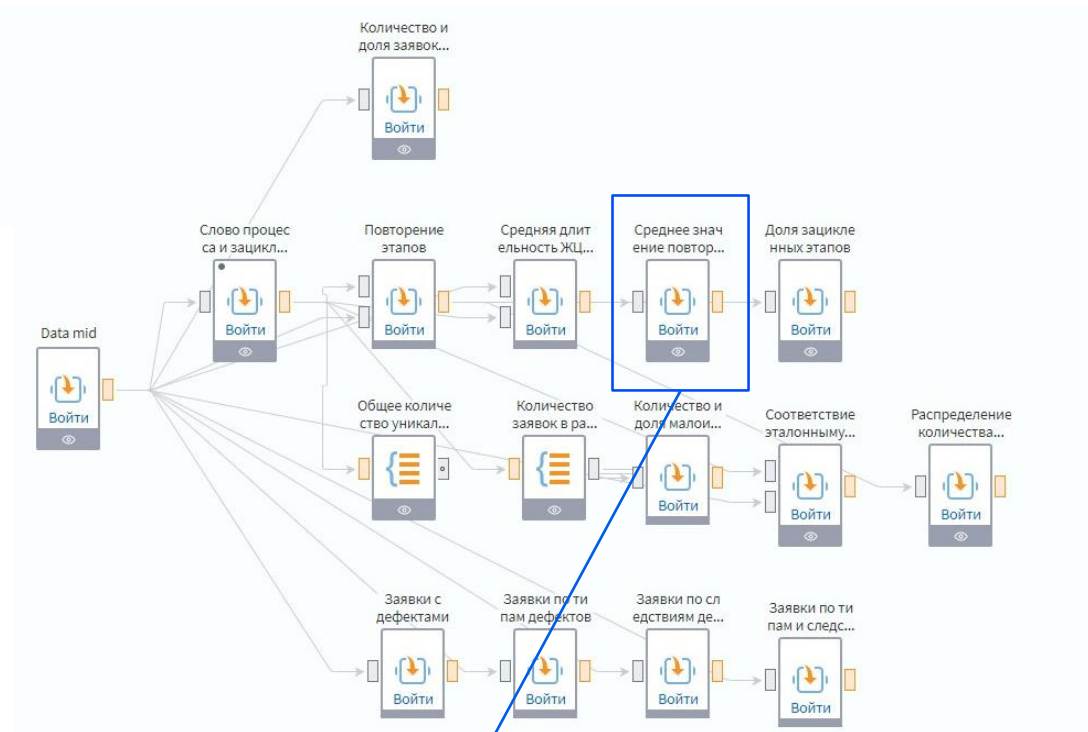 Количество и
доля заявок...
Войти
Слово процес
са и зацикл...
Войти
Повторение
этапов
Войти
Средняя длит
ельность ЖЦ...
Войти
Среднее знач
ение повтор...
Войти
Доля зацикле
нных этапов
Войти
Data mid
Войти
Общее количе
ство уникал...
Количество
заявок в ра...
Количество и
доля малои...
Войти
Соответствие
эталонному...
Войти
Распределение
количества...
Войти
Заявки с
дефектами
Войти
Заявки по ти
пам дефектов
Войти
Заявки по сл
едствиям де...
Войти
Заявки по ти
пам и следс...
Войти